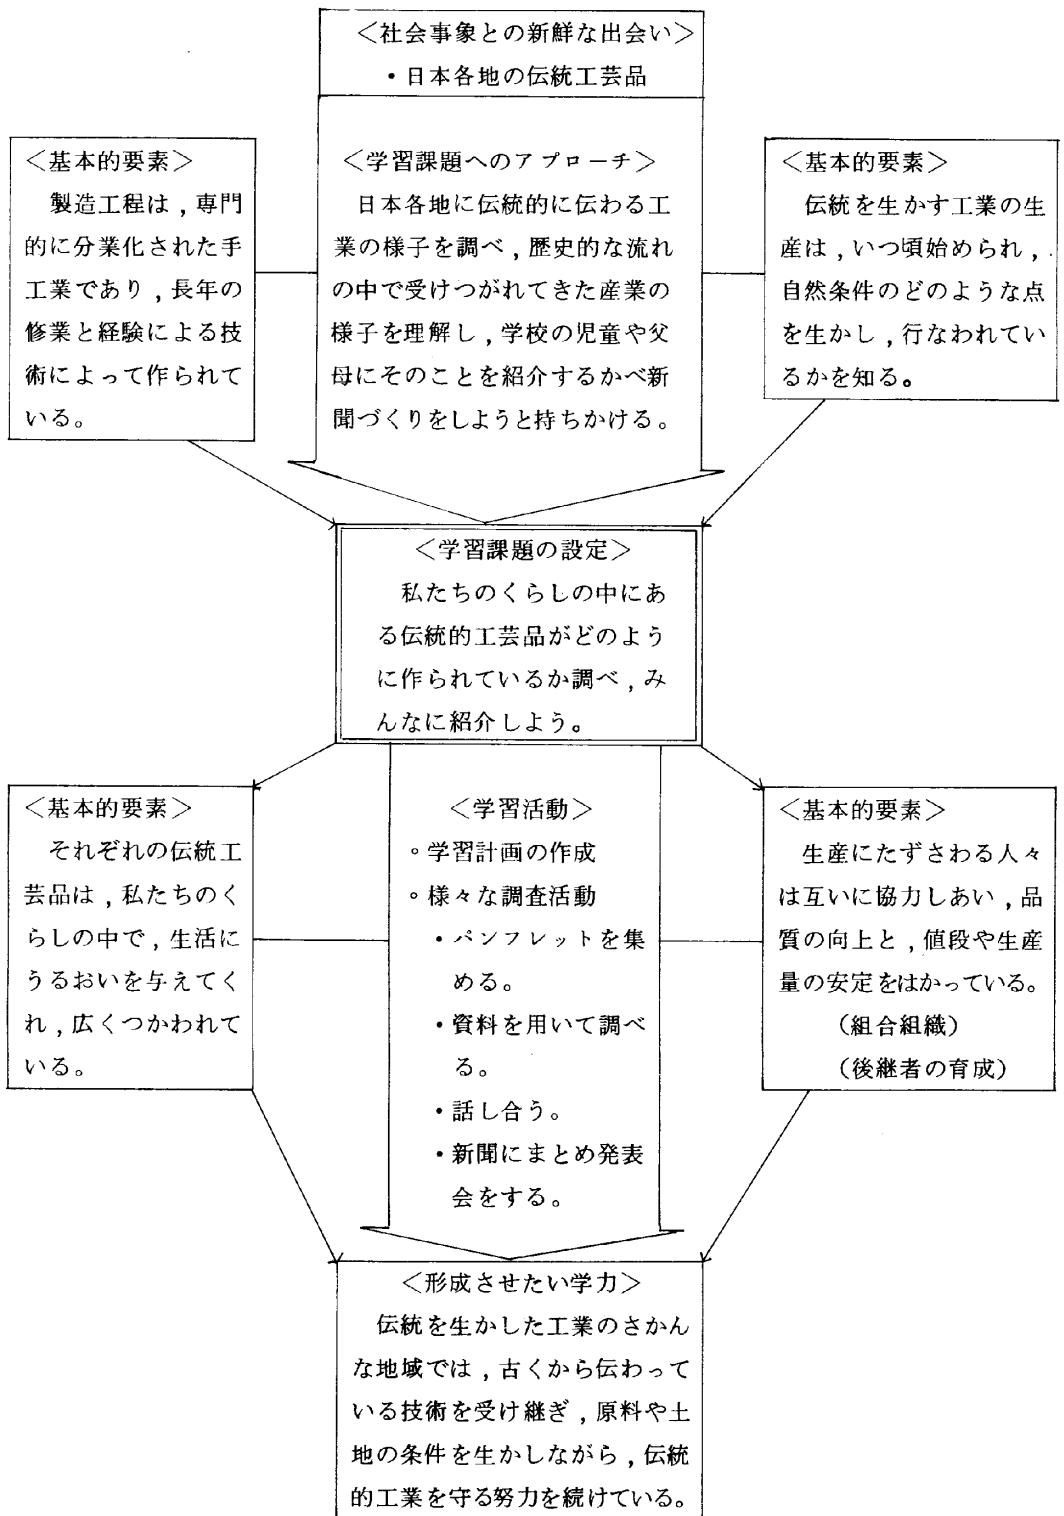 ＜社会事象との新鮮な出会い＞
・日本各地の伝統工芸品
＜基本的要素＞
製造工程は，専門
的に分業化された手
工業であり，長年の
修業と経験による技
術によって作られて
いる。
＜学習課題へのアプローチ＞
日本各地に伝統的に伝わる工
業の様子を調べ，歴史的な流れ
の中で受けつがれてきた産業の
様子を理解し，学校の児童や父
母にそのことを紹介するかべ新
聞づくりをしようと持ちかける。
＜基本的要素＞
伝統を生かす工業の生
産は，いつ頃始められ，
自然条件のどのような点
を生かし，行なわれてい
るかを知る。
＜学習課題の設定＞
私たちのくらしの中にあ
る伝統的工芸品がどのよう
に作られているか調べ，み
んなに紹介しよう。
＜基本的要素＞
それぞれの伝統工
芸品は，私たちのく
らしの中で，生活に
うるおいを与えてく
れ，広くつかわれて
いる。
＜学習活動＞
○学習計画の作成
○様々な調査活動
・パンフレットを集
める。
・資料を用いて調べ
る。
・話し合う。
・新聞にまとめ発表
会をする。
＜基本的要素＞
生産にたずさわる人々
は互いに協力しあい，品
質の向上と，値段や生産
量の安定をはかっている。
（組合組織）
（後継者の育成）
＜形成させたい学力＞
伝統を生かした工業のさかん
な地域では，古くから伝わって
いる技術を受け継ぎ，原料や土
地の条件を生かしながら，伝統
的工業を守る努力を続けている。